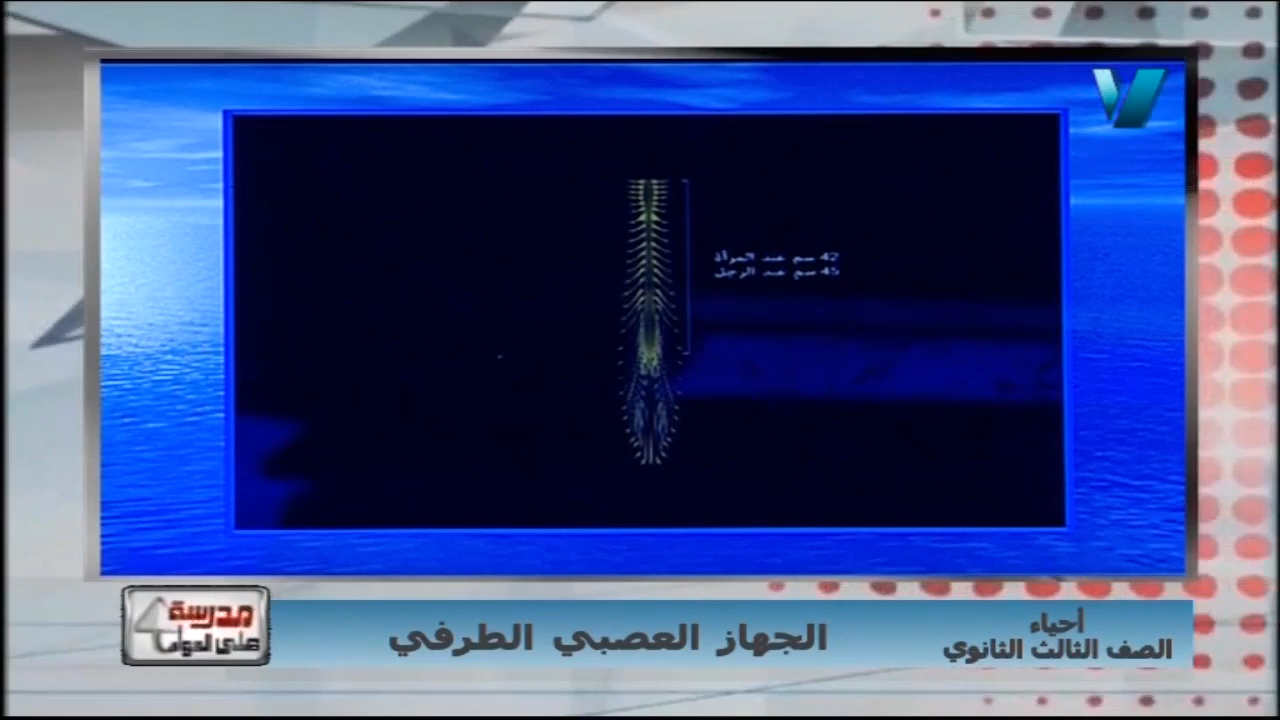 42 سم عند المرأة
45 سم عند الرجل
مدرسة
على الهواء
الجهاز العصبي الطرفي
أحياء
الصف الثالث الثانوي